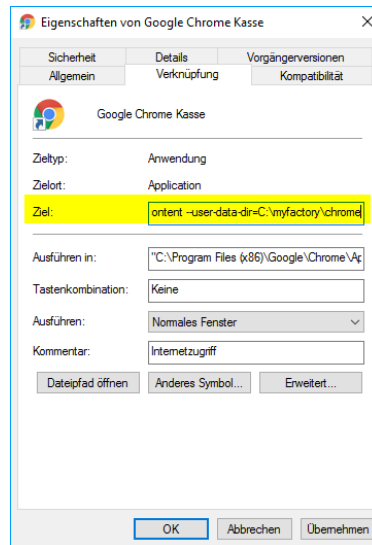 Eigenschaften von Google Chrome Kasse
Sicherheit Details Vorgängerversionen
Allgemein Verknüpfung Kompatibilität
Google Chrome Kasse
Zieltyp: Anwendung
Zielort: Application
Ziel: ontent --user-data-dir=C:\myfactory\chrome
Ausführen in: "C:\Program Files (x86)\Google\Chrome\Ap
Tastenkombination: Keine
Ausführen: Normales Fenster
Kommentar: Internetzugriff
Dateipfad öffnen Anderes Symbol... Erweitert...
OK Abbrechen Übernehmen